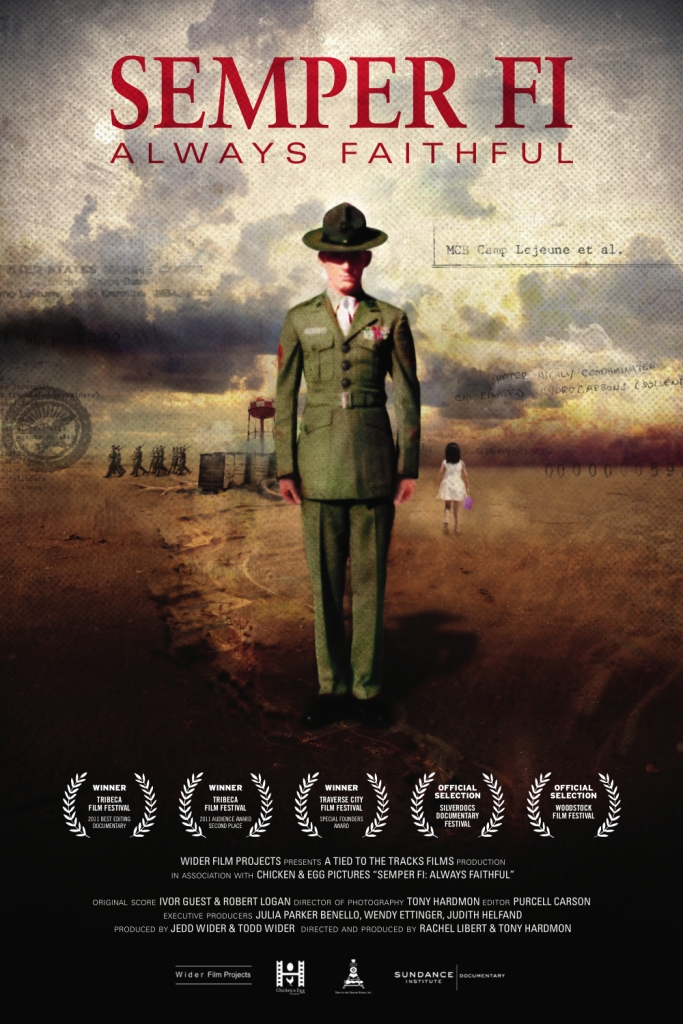 SEMPER FI
ALWAYS FAITHFUL
MCB Camp Lejeune et al.
WINNER
TRIBECA
FILM FESTIVAL
2011 BEST EDITING
DOCUMENTARY
WINNER
TRIBECA
FILM FESTIVAL
2011 AUDIENCE AWARD
SECOND PLACE
WINNER
TRAVERSE CITY
FILM FESTIVAL
SPECIAL FOUNDERS
AWARD
OFFICIAL
SELECTION
SILVERDOCS
DOCUMENTARY
FESTIVAL
OFFICIAL
SELECTION
WOODSTOCK
FILM FESTIVAL
WIDER FILM PROJECTS PRESENTS A TIED TO THE TRACKS FILMS PRODUCTION
IN ASSOCIATION WITH CHICKEN & EGG PICTURES "SEMPER FI: ALWAYS FAITHFUL"
ORIGINAL SCORE IVOR GUEST & ROBERT LOGAN DIRECTOR OF PHOTOGRAPHY TONY HARDMON EDITOR PURCELL CARSON
EXECUTIVE PRODUCERS JULIA PARKER BENELLO, WENDY ETTINGER, JUDITH HELFAND
PRODUCED BY JEDD WIDER & TODD WIDER DIRECTED AND PRODUCED BY RACHEL LIBERT & TONY HARDMON
Wider Film Projects
Chicken & Egg
SUNDANCE
INSTITUTE
DOCUMENTARY